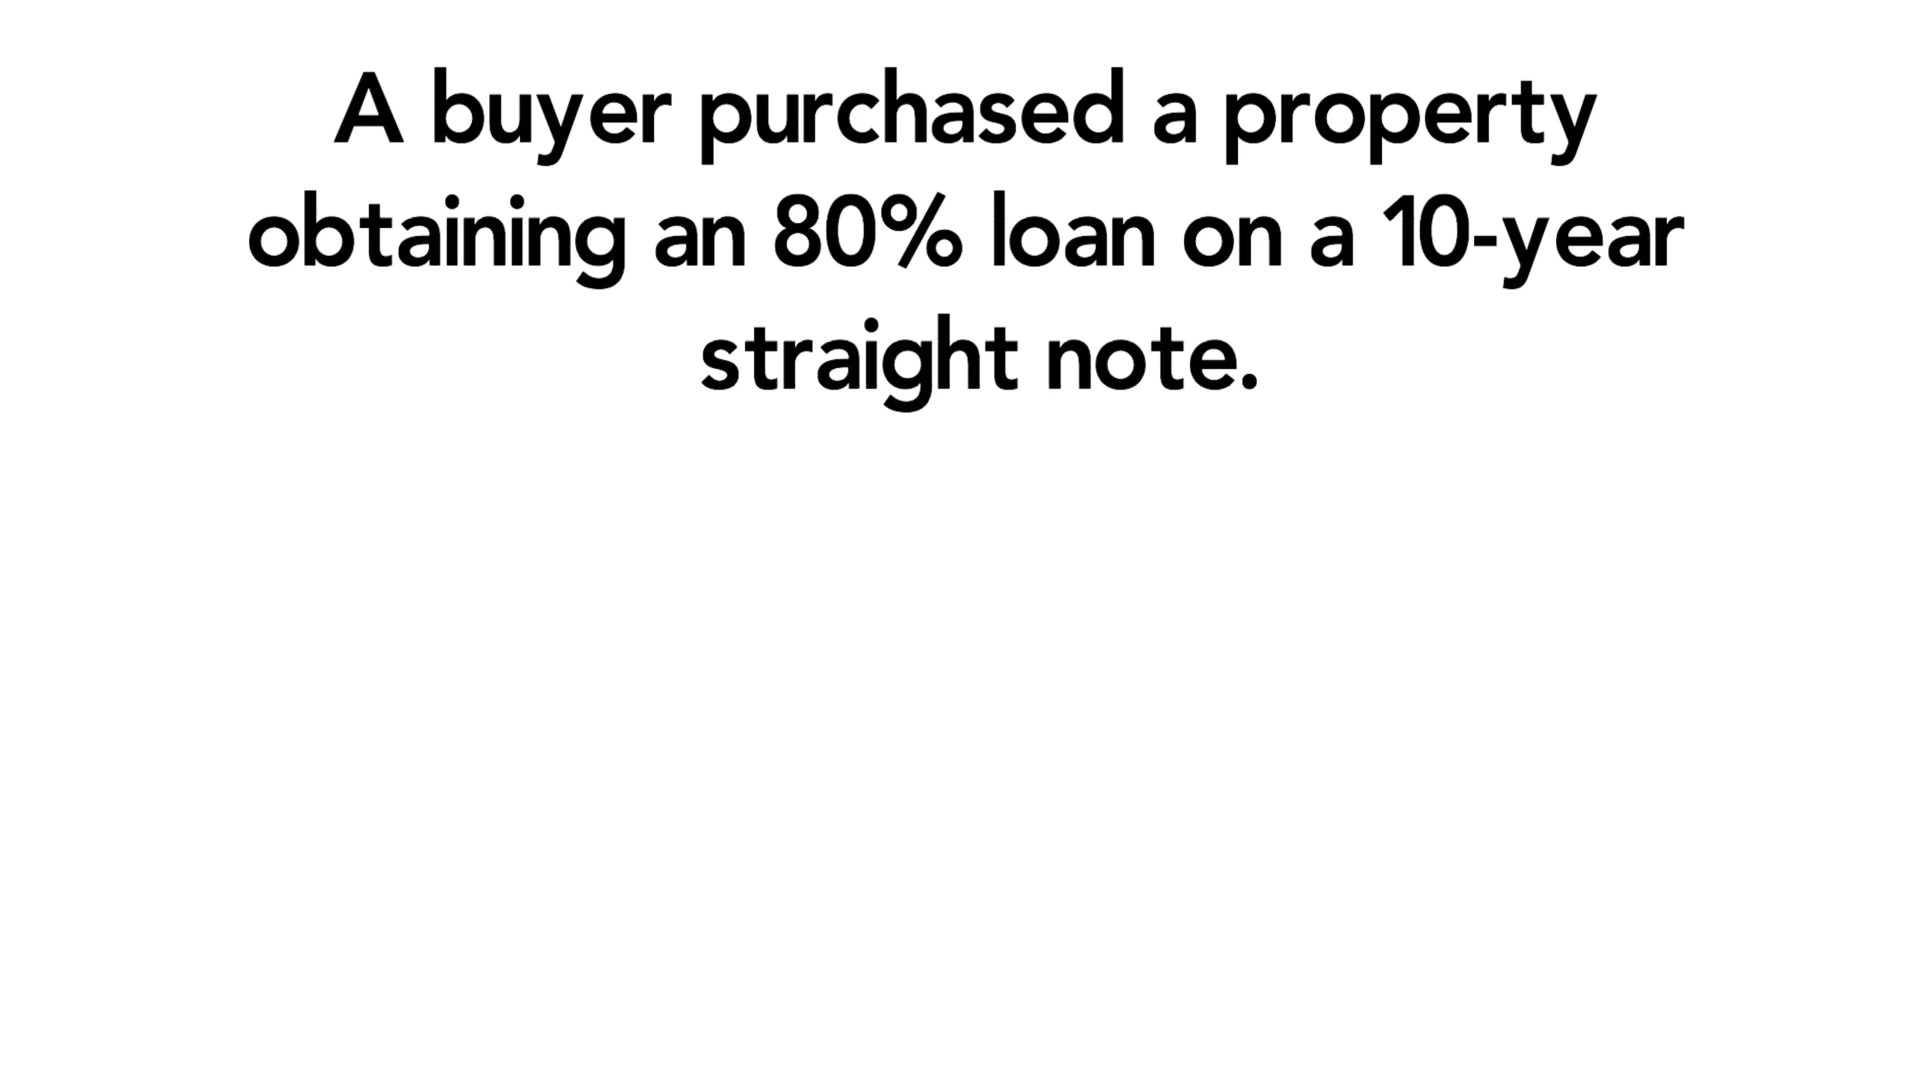 A buyer purchased a property
obtaining an 80% loan on a 10-year
straight note.